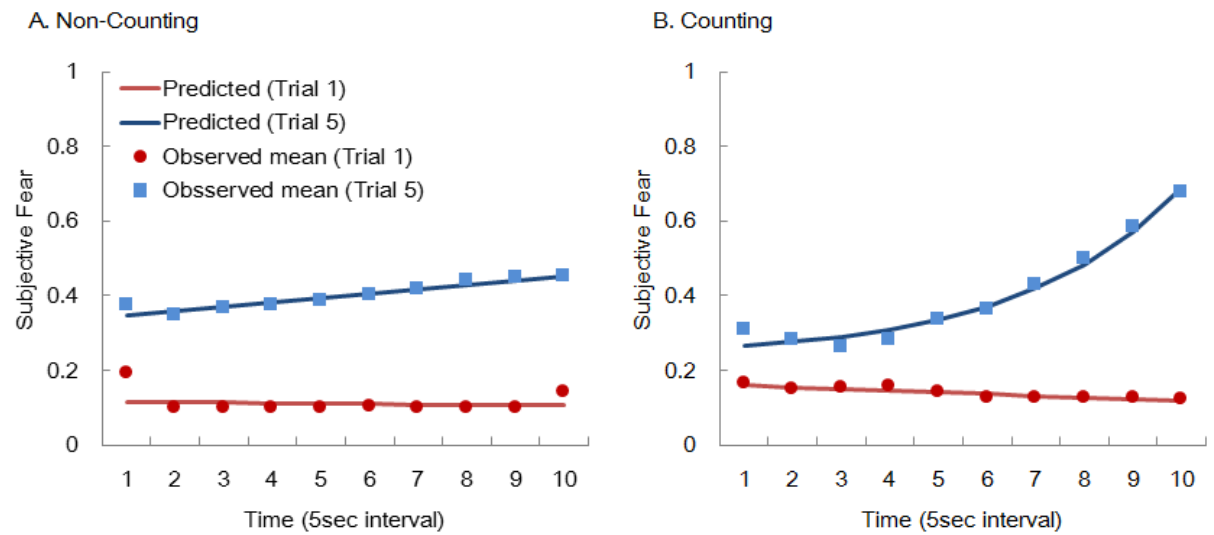 A. Non-Counting
B. Counting
Subjective Fear
1
0.8
0.6
0.4
0.2
0
Predicted (Trial 1)
Predicted (Trial 5)
Observed mean (Trial 1)
Obsserved mean (Trial 5)
1 2 3 4 5 6 7 8 9 10
Time (5sec interval)
Subjective Fear
1
0.8
0.6
0.4
0.2
0
1 2 3 4 5 6 7 8 9 10
Time (5sec interval)